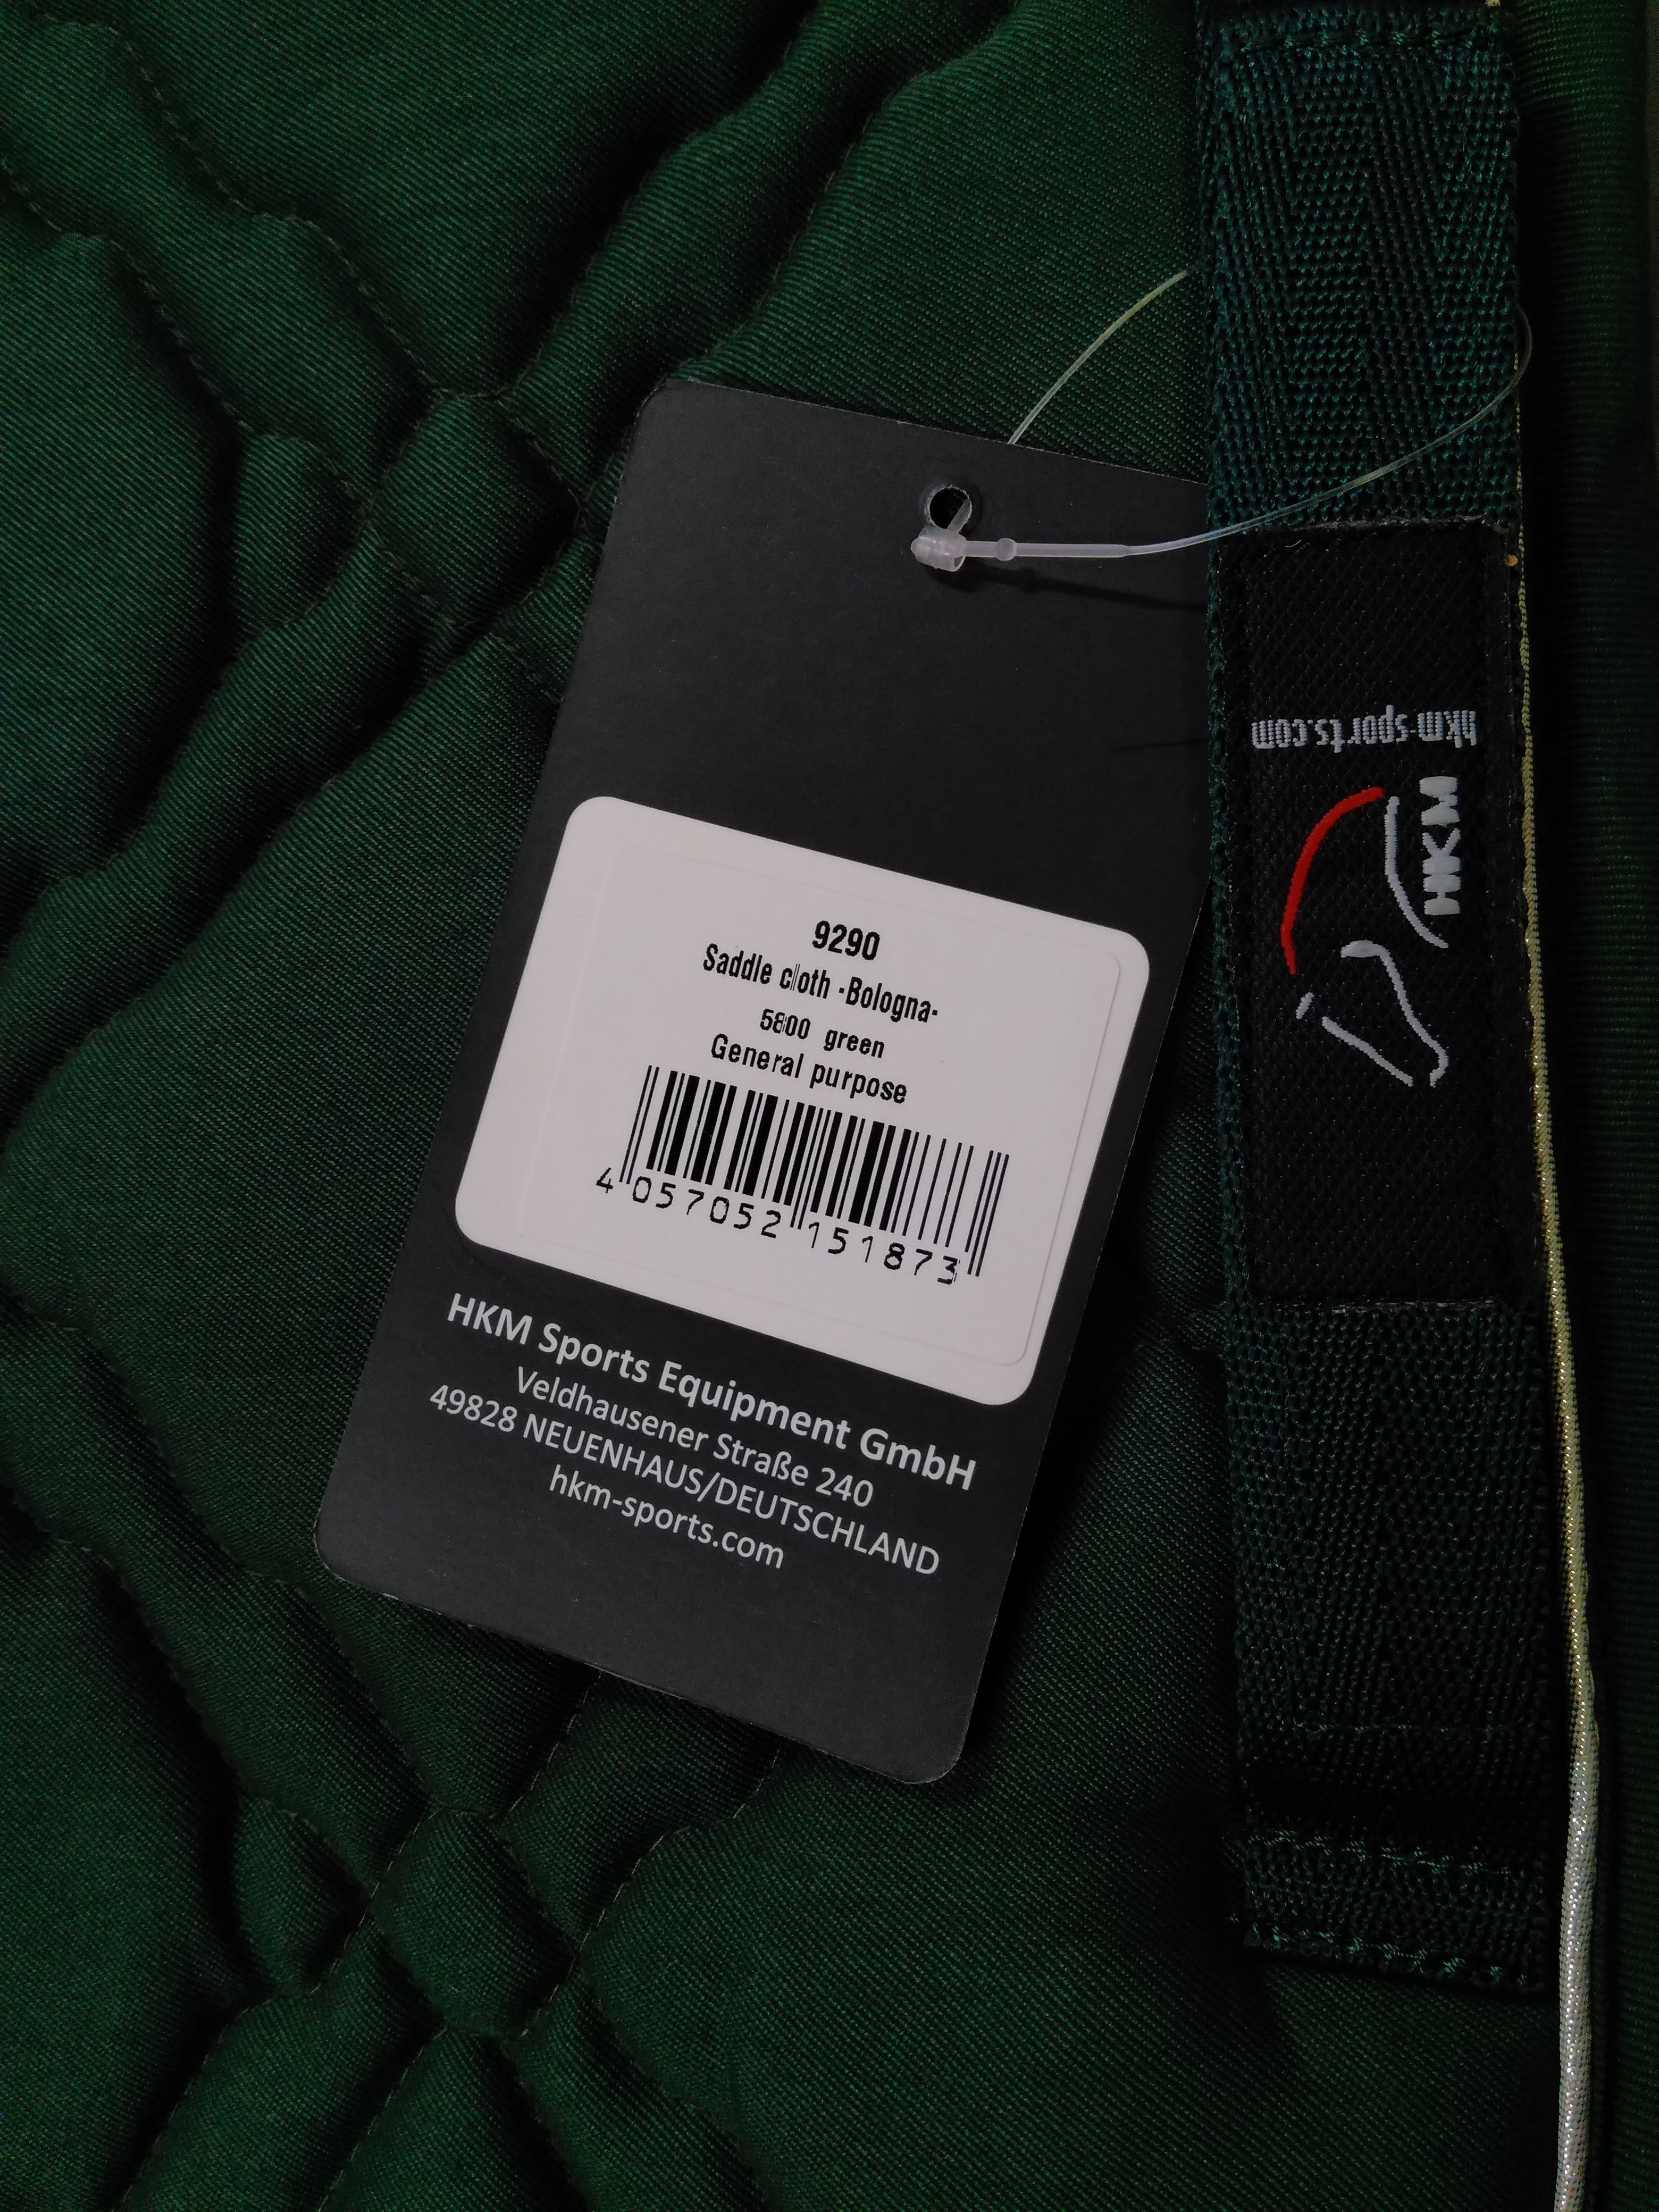 9290
Saddle cloth -Bologna-
5800 green
General purpose
4 057052 151873
HKM Sports Equipment GmbH
Veldhausener Straße 240
49828 NEUENHAUS/DEUTSCHLAND
hkm-sports.com
HKM
hkm-sports.com